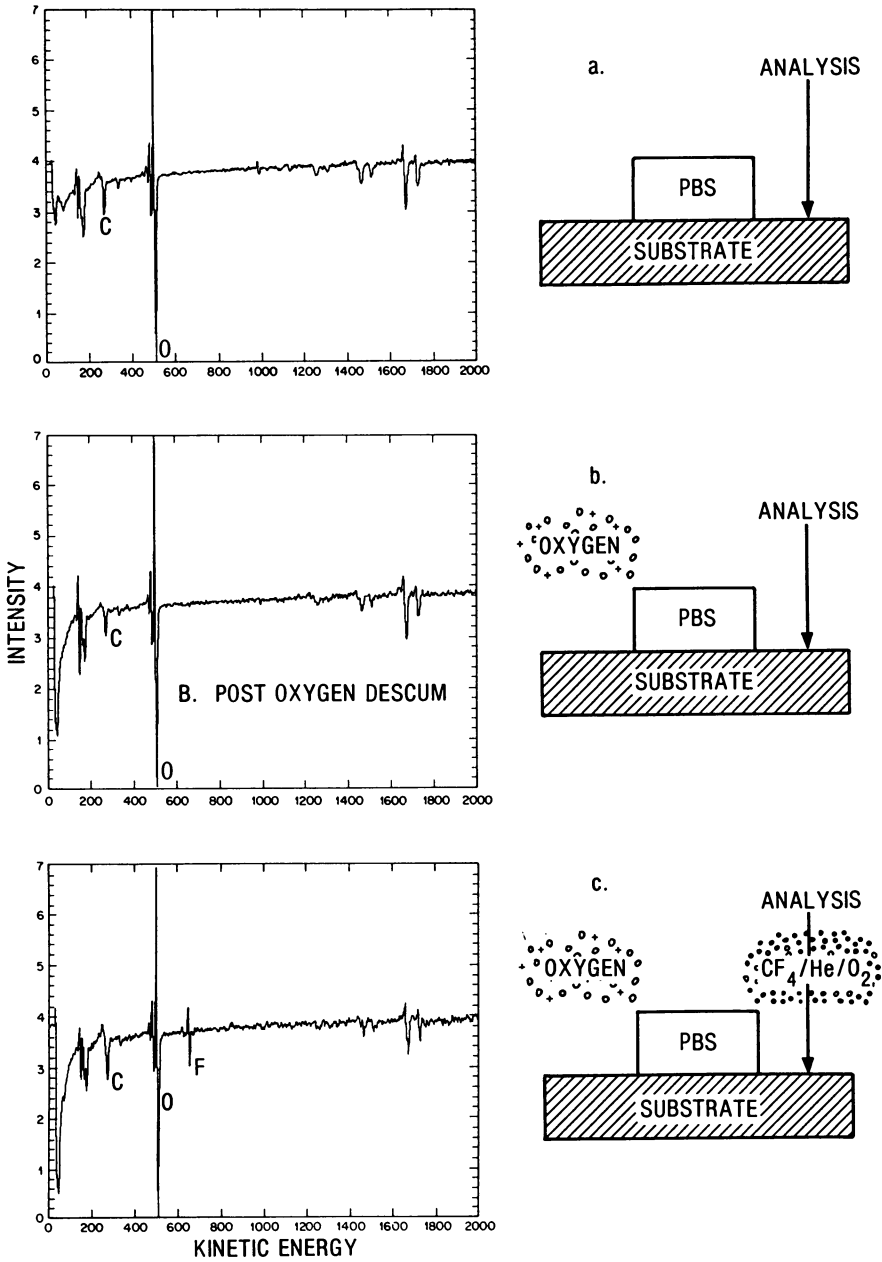 7
6
5
4
3
2
1
0
C
O
0 200 400 600 800 1000 1200 1400 1600 1800 2000
a.
ANALYSIS
PBS
SUBSTRATE
7
6
5
4
3
2
1
0
INTENSITY
C
B. POST OXYGEN DESCUM
O
0 200 400 600 800 1000 1200 1400 1600 1800 2000
b.
ANALYSIS
OXYGEN
PBS
SUBSTRATE
7
6
5
4
3
2
1
0
C
O
F
0 200 400 600 800 1000 1200 1400 1600 1800 2000
KINETIC ENERGY
c.
ANALYSIS
OXYGEN
CF4/He/O2
PBS
SUBSTRATE